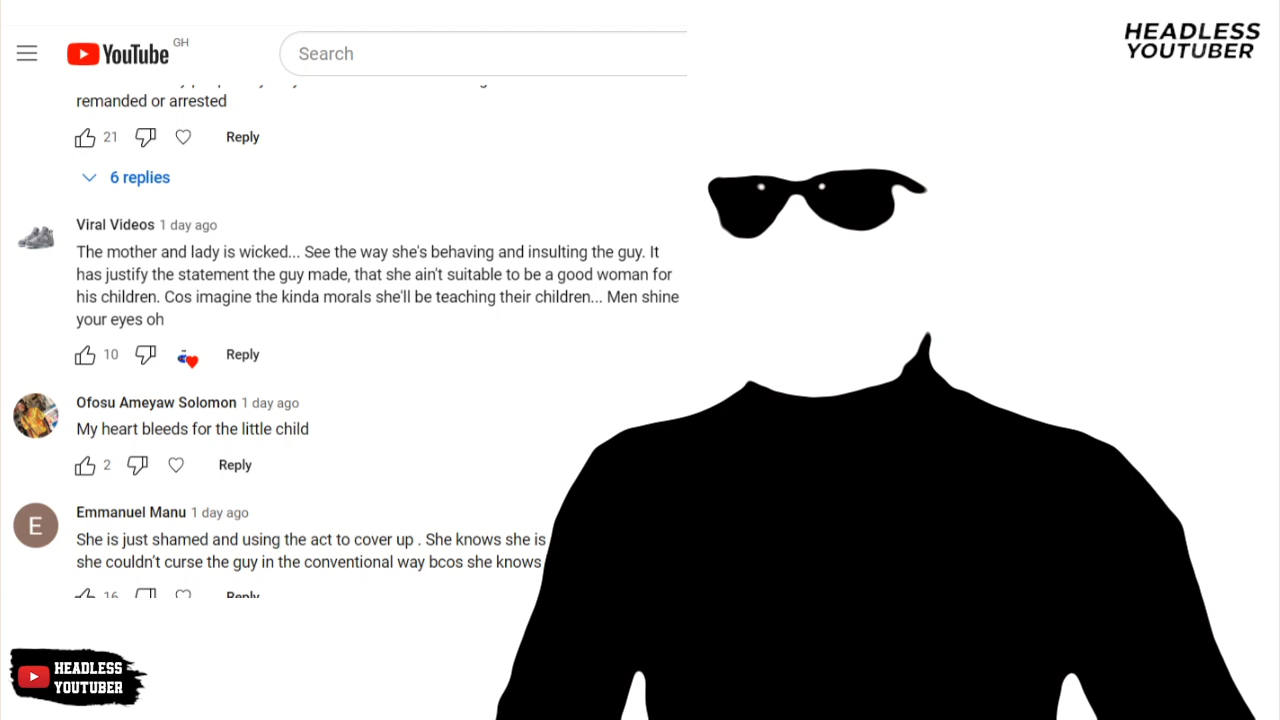 HEADLESS
YOUTUBER
YouTube GH
Search
remanded or arrested
21 Reply
6 replies
Viral Videos 1 day ago
The mother and lady is wicked... See the way she's behaving and insulting the guy. It
has justify the statement the guy made, that she ain't suitable to be a good woman for
his children. Cos imagine the kinda morals she'll be teaching their children... Men shine
your eyes oh
10 Reply
Ofosu Ameyaw Solomon 1 day ago
My heart bleeds for the little child
2 Reply
E
Emmanuel Manu 1 day ago
She is just shamed and using the act to cover up . She knows she is
she couldn't curse the guy in the conventional way bcos she knows
16 Reply
HEADLESS
YOUTUBER